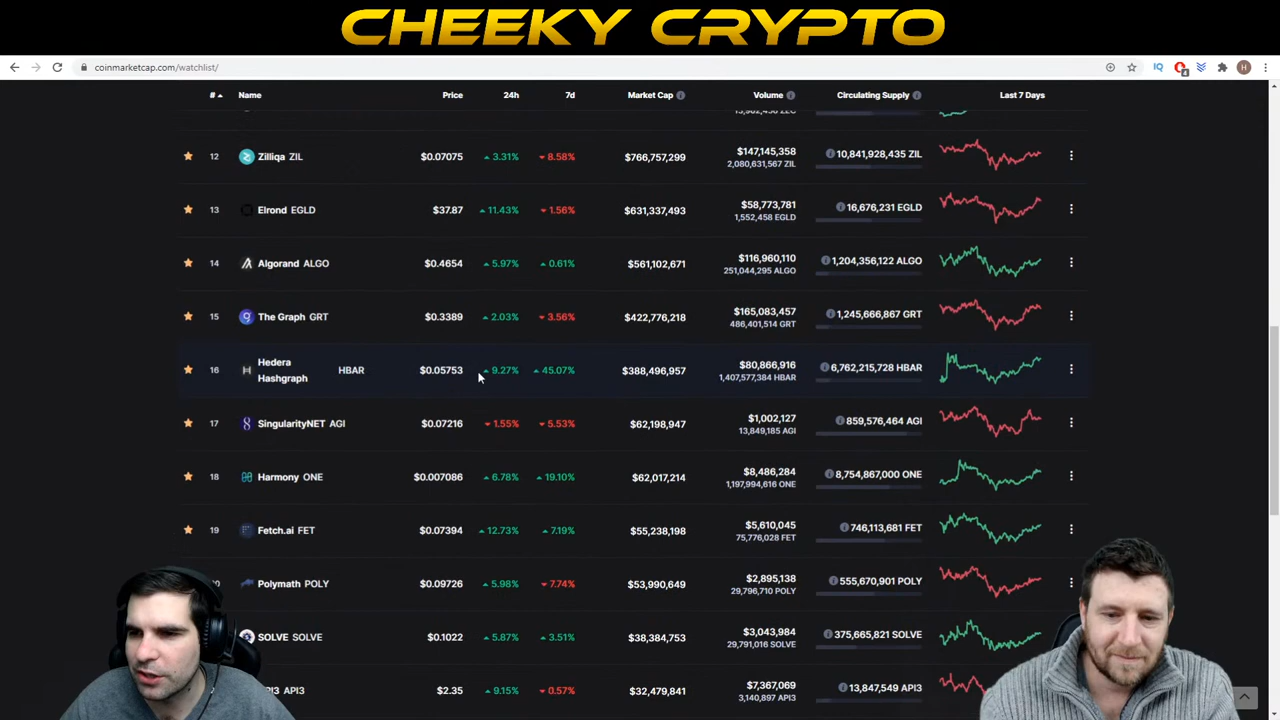 CHEEKY CRYPTO
coinmarketcap.com/watchlist/
# Name Price 24h 7d Market Cap Volume Circulating Supply Last 7 Days
12 Zilliqa ZIL $0.07075 3.31% 8.58% $766,757,299 $147,145,358 10,841,928,435 ZIL
2,080,631,567 ZIL
13 Elrond EGLD $37.87 11.43% 1.56% $631,337,493 $58,773,781 16,676,231 EGLD
1,552,458 EGLD
14 Algorand ALGO $0.4654 5.97% 0.61% $561,102,671 $116,960,110 1,204,356,122 ALGO
251,044,295 ALGO
15 The Graph GRT $0.3389 2.03% 3.56% $422,776,218 $165,083,457 1,245,666,867 GRT
486,401,514 GRT
16 Hedera Hashgraph HBAR $0.05753 9.27% 45.07% $388,496,957 $80,866,916 6,762,215,728 HBAR
1,407,577,384 HBAR
17 SingularityNET AGI $0.07216 1.55% 5.53% $62,198,947 $1,002,127 859,576,464 AGI
13,849,185 AGI
18 Harmony ONE $0.007086 6.78% 19.10% $62,017,214 $8,486,284 8,754,867,000 ONE
1,197,994,616 ONE
19 Fetch.ai FET $0.07394 12.73% 7.19% $55,238,198 $5,610,045 746,113,681 FET
75,776,028 FET
Polymath POLY $0.09726 5.98% 7.74% $53,990,649 $2,895,138 555,670,901 POLY
29,796,710 POLY
SOLVE SOLVE $0.1022 5.87% 3.51% $38,384,753 $3,043,984 375,665,821 SOLVE
29,791,016 SOLVE
API3 $2.35 9.15% 0.57% $32,479,841 $7,367,069 13,847,549 API3
3,140,897 API3